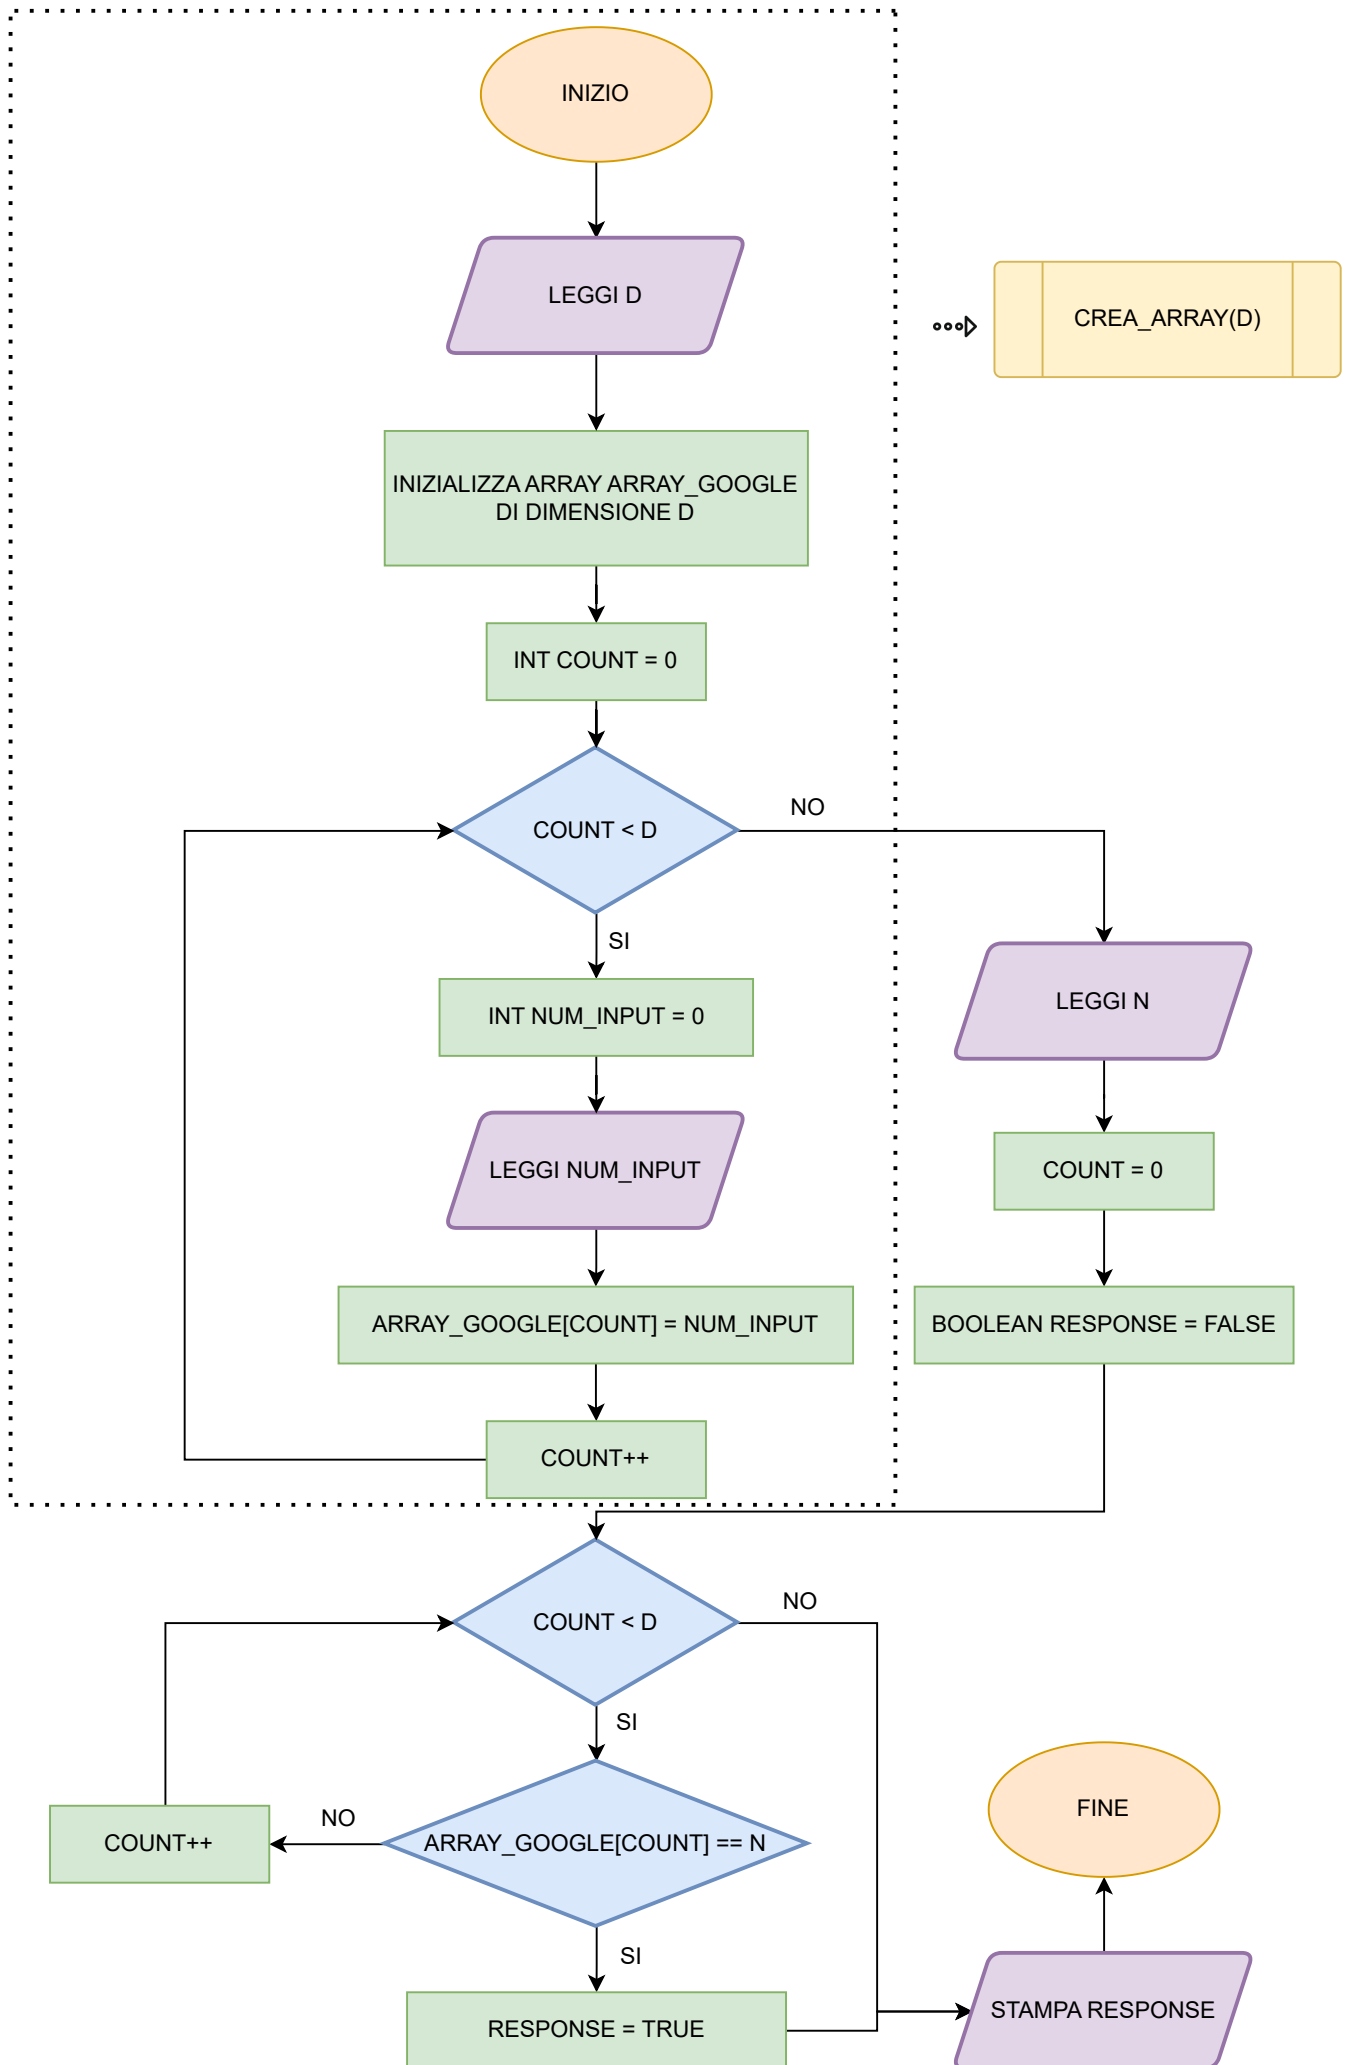 INIZIO
LEGGI D
CREA_ARRAY(D)
INIZIALIZZA ARRAY ARRAY_GOOGLE
DI DIMENSIONE D
INT COUNT = 0
COUNT < D
NO
SI
INT NUM_INPUT = 0
LEGGI N
LEGGI NUM_INPUT
COUNT = 0
ARRAY_GOOGLE[COUNT] = NUM_INPUT
BOOLEAN RESPONSE = FALSE
COUNT++
COUNT < D
NO
SI
ARRAY_GOOGLE[COUNT] == N
NO
COUNT++
SI
FINE
RESPONSE = TRUE
STAMPA RESPONSE